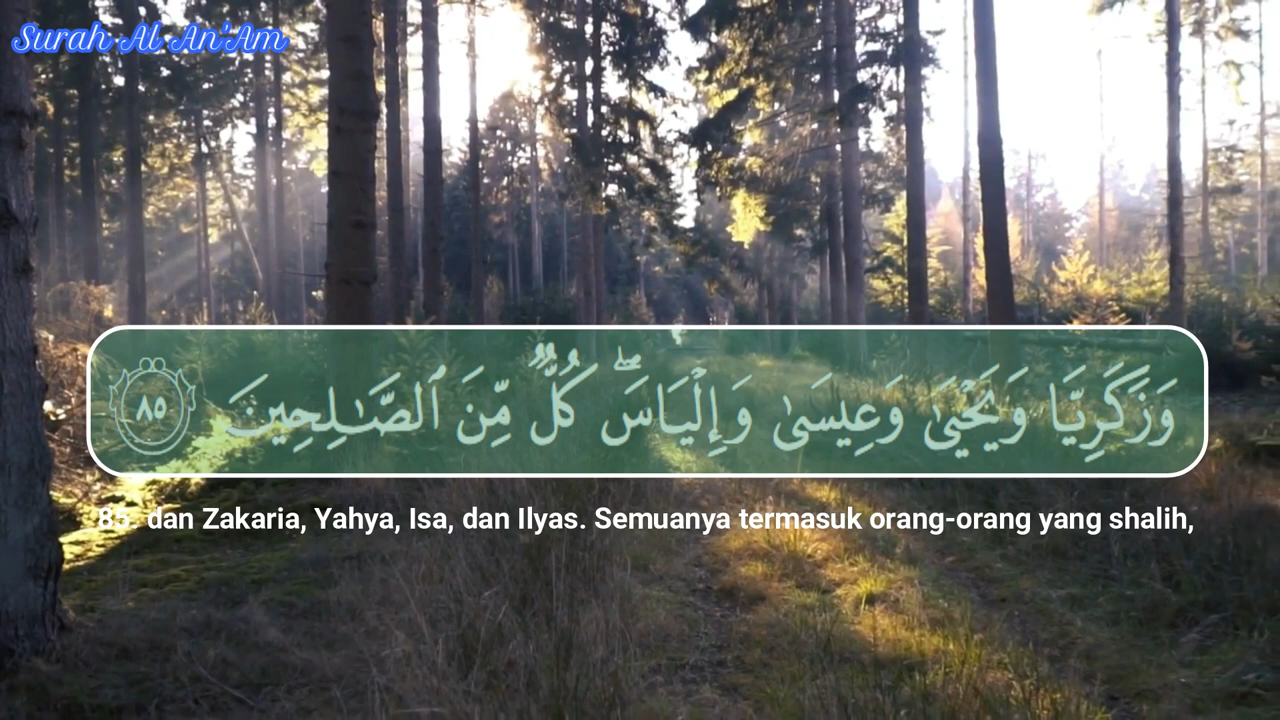 Surah Al An'Am
وَزَكَرِيَّا وَيَحْيَىٰ وَعِيسَىٰ وَإِلْيَاسَ ۖ كُلٌّ مِّنَ ٱلصَّـٰلِحِينَ ٨٥
85. dan Zakaria, Yahya, Isa, dan Ilyas. Semuanya termasuk orang-orang yang shalih,